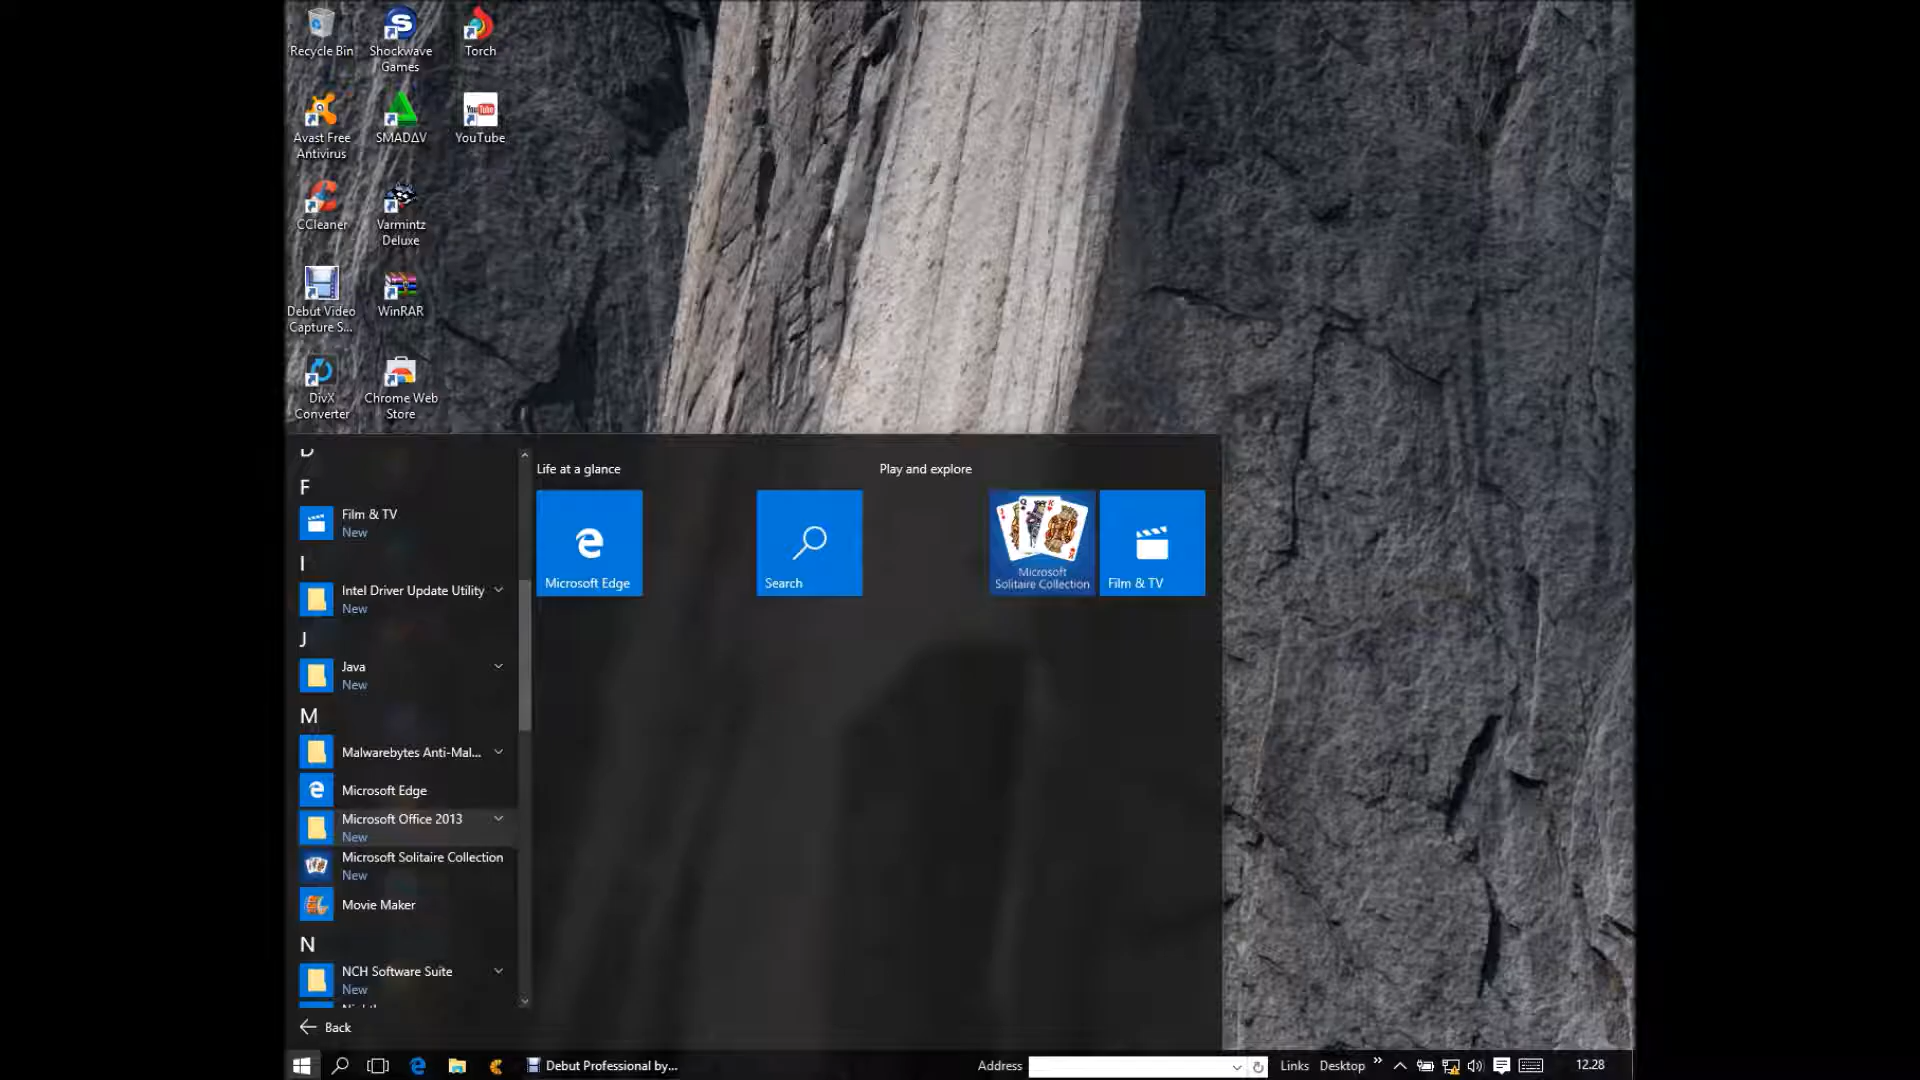 Recycle Bin
Shockwave
Games
Torch
Avast Free
Antivirus
SMADΔV
YouTube
CCleaner
Varmintz
Deluxe
Debut Video
Capture S...
WinRAR
DivX
Converter
Chrome Web
Store
F
Film & TV
New
I
Intel Driver Update Utility
New
J
Java
New
M
Malwarebytes Anti-Mal...
Microsoft Edge
Microsoft Office 2013
New
Microsoft Solitaire Collection
New
Movie Maker
N
NCH Software Suite
New
Back
Life at a glance
Microsoft Edge
Search
Play and explore
Microsoft
Solitaire Collection
Film & TV
Debut Professional by...
Address
Links
Desktop
12.28